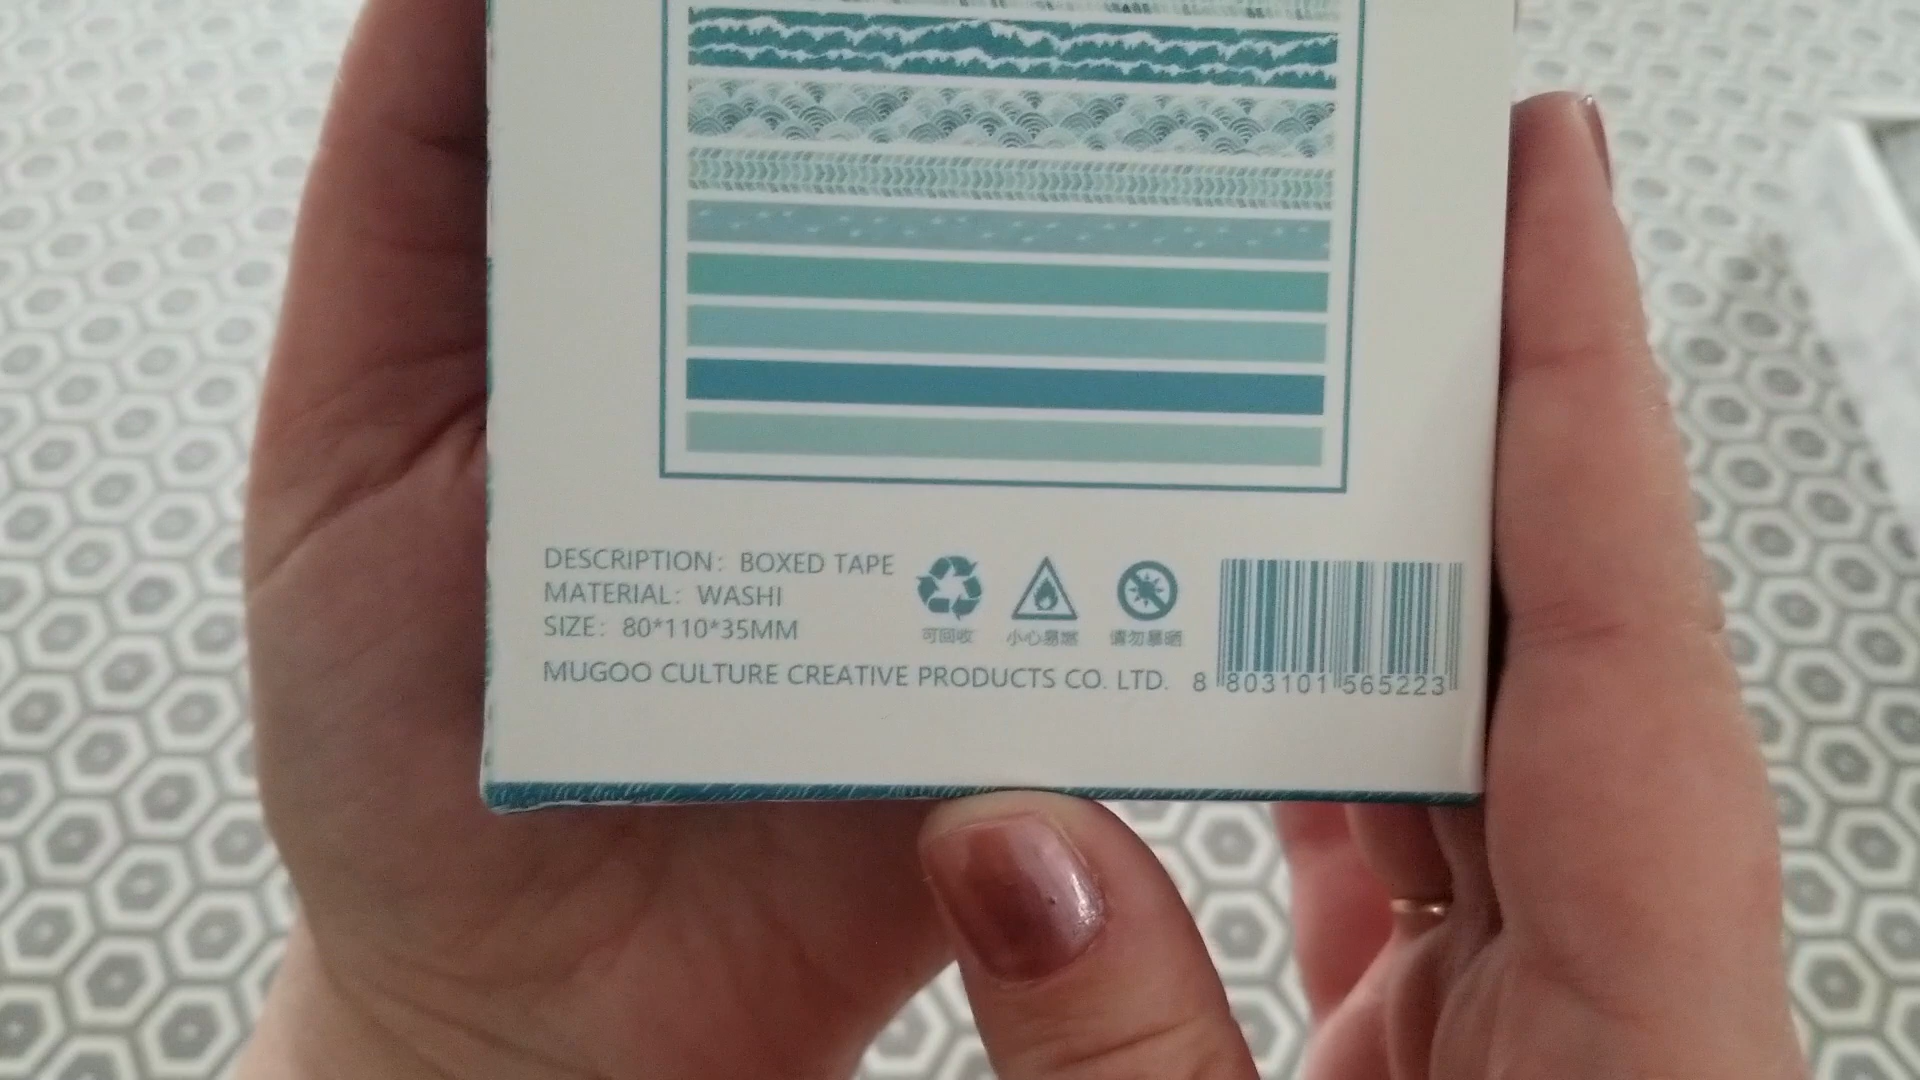 DESCRIPTION： BOXED TAPE
MATERIAL： WASHI
SIZE： 80*110*35MM
可回收
小心易燃
请勿暴晒
MUGOO CULTURE CREATIVE PRODUCTS CO. LTD.
8 803101 565223